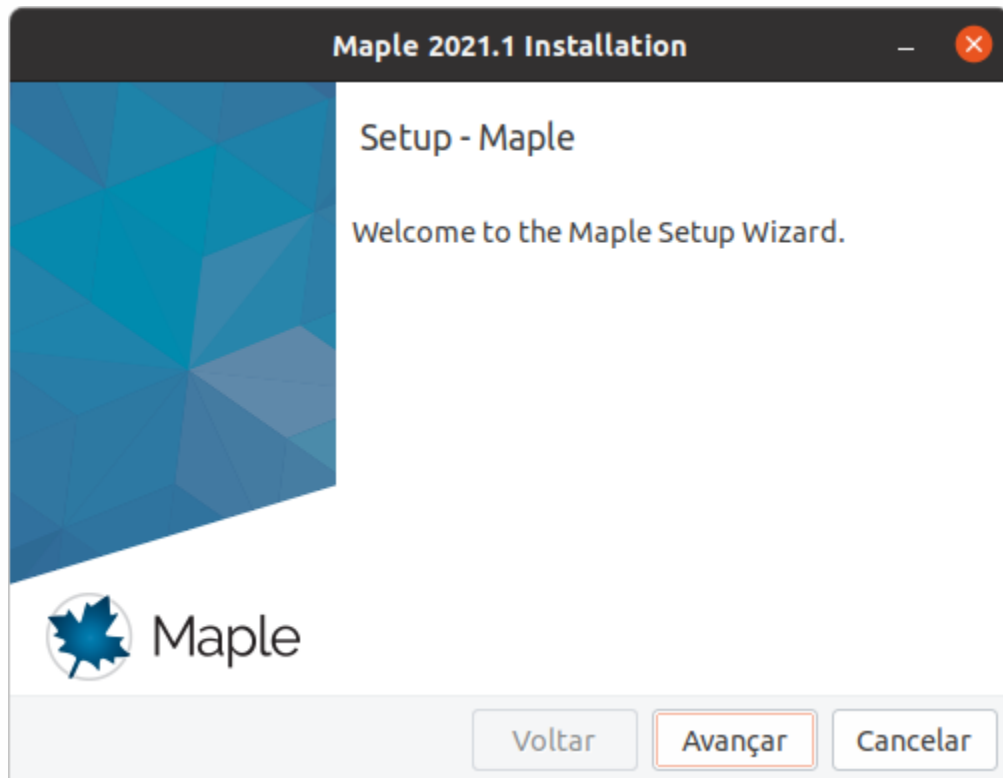 Maple 2021.1 Installation
Setup - Maple
Welcome to the Maple Setup Wizard.
Maple
Voltar
Avançar
Cancelar